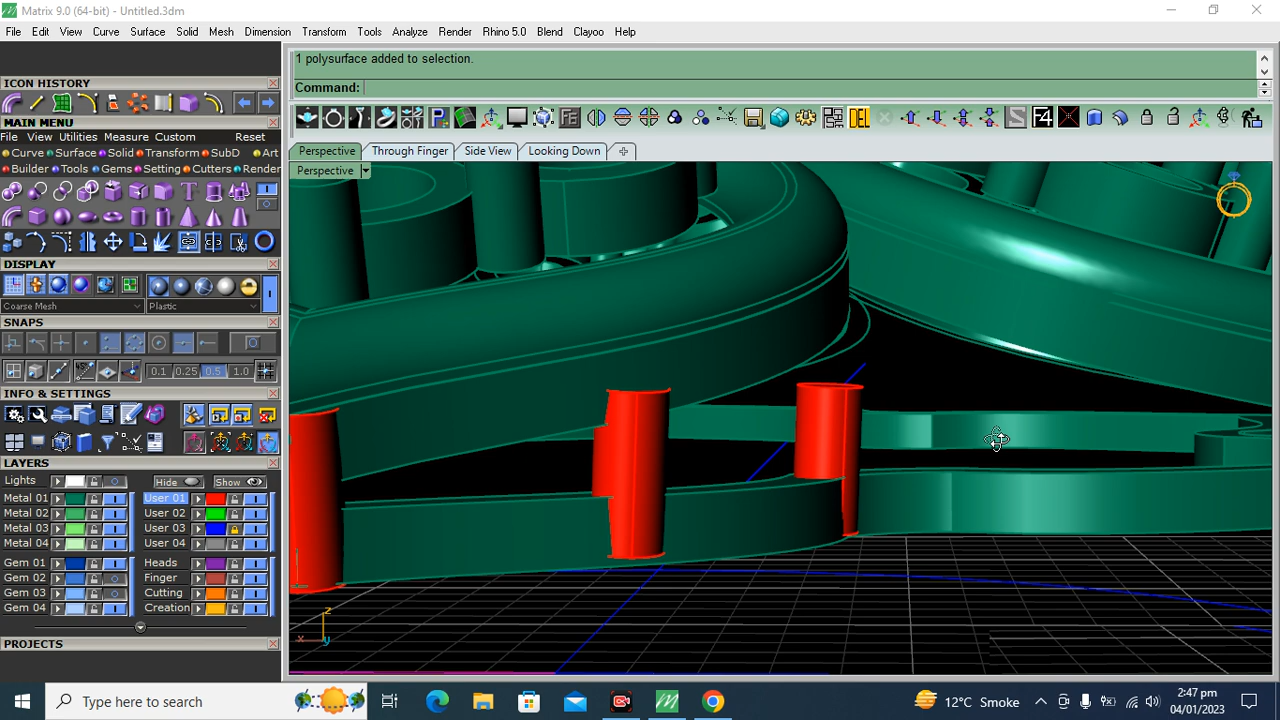 Matrix 9.0 (64-bit) - Untitled.3dm
File Edit View Curve Surface Solid Mesh Dimension Transform Tools Analyze Render Rhino 5.0 Blend Clayoo Help
1 polysurface added to selection.
Command:
ICON HISTORY
MAIN MENU
File View Utilities Measure Custom Reset
Curve Surface Solid Transform SubD Art
Builder Tools Gems Setting Cutters Render
DISPLAY
Coarse Mesh Plastic
SNAPS
0.1 0.25 0.5 1.0
INFO & SETTINGS
LAYERS
Lights Hide Show
Metal 01 User 01
Metal 02 User 02
Metal 03 User 03
Metal 04 User 04
Gem 01 Heads
Gem 02 Finger
Gem 03 Cutting
Gem 04 Creation
PROJECTS
DEL
F4
Perspective Through Finger Side View Looking Down
Perspective
z
x y
Type here to search
12°C Smoke
2:47 pm
04/01/2023